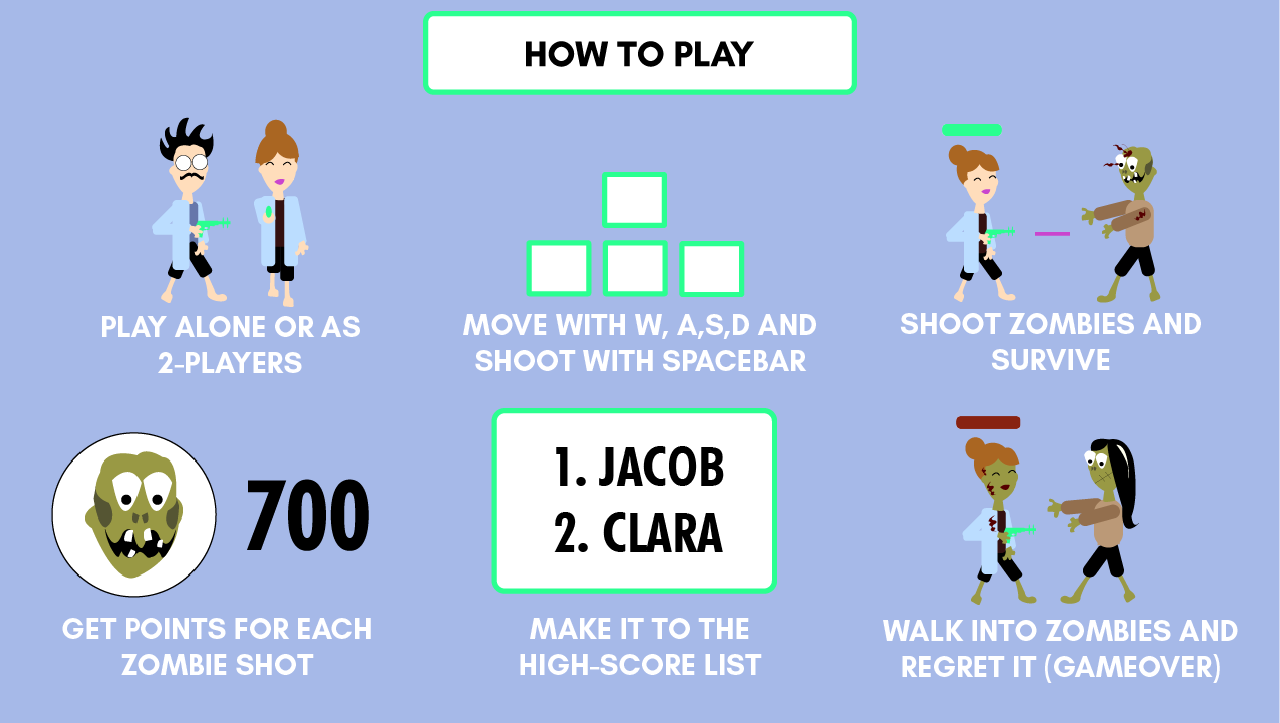 HOW TO PLAY
PLAY ALONE OR AS
2-PLAYERS
MOVE WITH W, A,S,D AND
SHOOT WITH SPACEBAR
SHOOT ZOMBIES AND
SURVIVE
700
GET POINTS FOR EACH
ZOMBIE SHOT
1. JACOB
2. CLARA
MAKE IT TO THE
HIGH-SCORE LIST
WALK INTO ZOMBIES AND
REGRET IT (GAMEOVER)